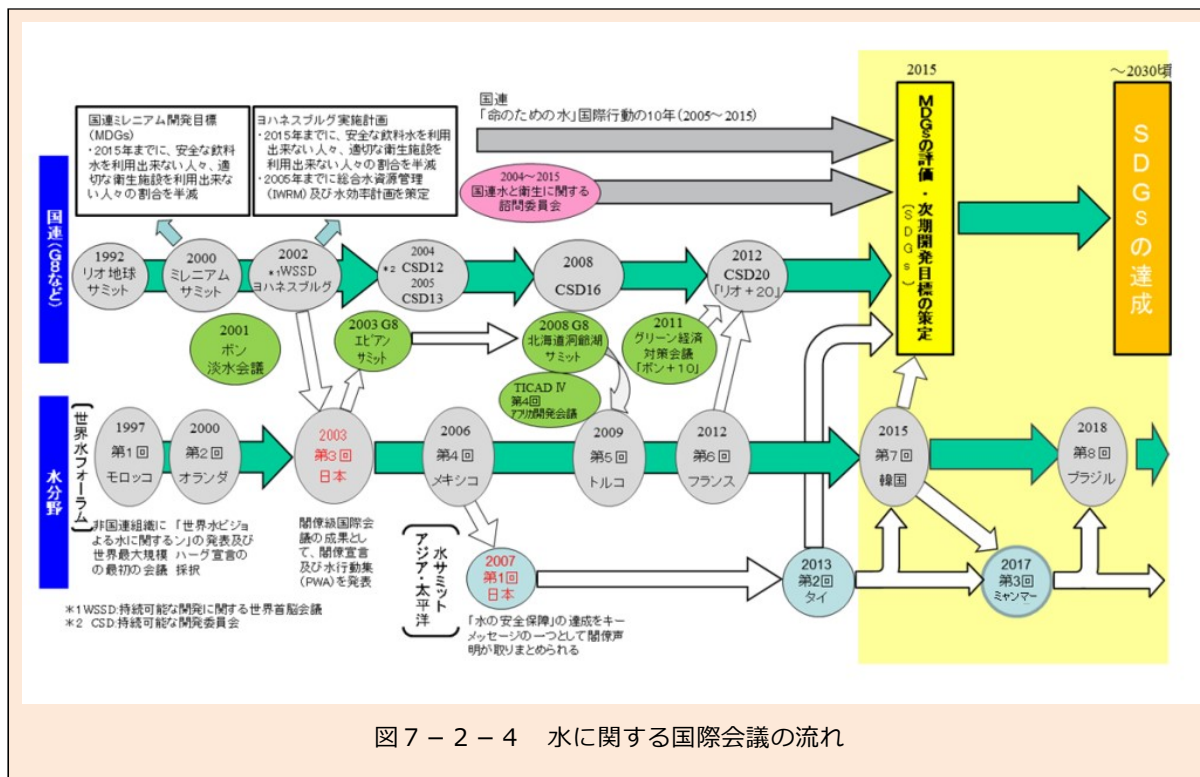 2015
～2030頃
国連
「命のための水」国際行動の10年(2005～2015)
国連ミレニアム開発目標
(MDGs)
・2015年までに、安全な飲料
水を利用出来ない人々、適
切な衛生施設を利用出来な
い人々の割合を半減
ヨハネスブルグ実施計画
・2015年までに、安全な飲料水を利用
出来ない人々、適切な衛生施設を
利用出来ない人々の割合を半減
・2005年までに総合水資源管理
(IWRM)及び水効率計画を策定
2004～2015
国連水と衛生に関する
諮問委員会
MDGsの評価・次期開発目標の策定
(SDGs)
SDGsの達成
国連(G8など)
1992
リオ地球
サミット
2000
ミレニアム
サミット
2002
*1WSSD
ヨハネスブルグ
2004
*2 CSD12
2005
CSD13
2008
CSD16
2012
CSD20
「リオ+20」
2001
ボン
淡水会議
2003 G8
エビアン
サミット
2008 G8
北海道洞爺湖
サミット
2011
グリーン経済
対策会議
「ボン+10」
TICAD Ⅳ
第4回
アフリカ開発会議
水分野
世界水フォーラム
1997
第1回
モロッコ
2000
第2回
オランダ
2003
第3回
日本
2006
第4回
メキシコ
2009
第5回
トルコ
2012
第6回
フランス
2015
第7回
韓国
2018
第8回
ブラジル
非国連組織に
よる水に関する
世界最大規模
の最初の会議
「世界水ビジョ
ン」の発表及び
ハーグ宣言の
採択
閣僚級国際会
議の成果とし
て、閣僚宣言
及び水行動集
(PWA)を発表
アジア・太平洋
水サミット
2007
第1回
日本
2013
第2回
タイ
2017
第3回
ミャンマー
「水の安全保障」の達成をキー
メッセージの一つとして閣僚声
明が取りまとめられる
*1WSSD:持続可能な開発に関する世界首脳会議
*2 CSD:持続可能な開発委員会
図7－2－4 水に関する国際会議の流れ